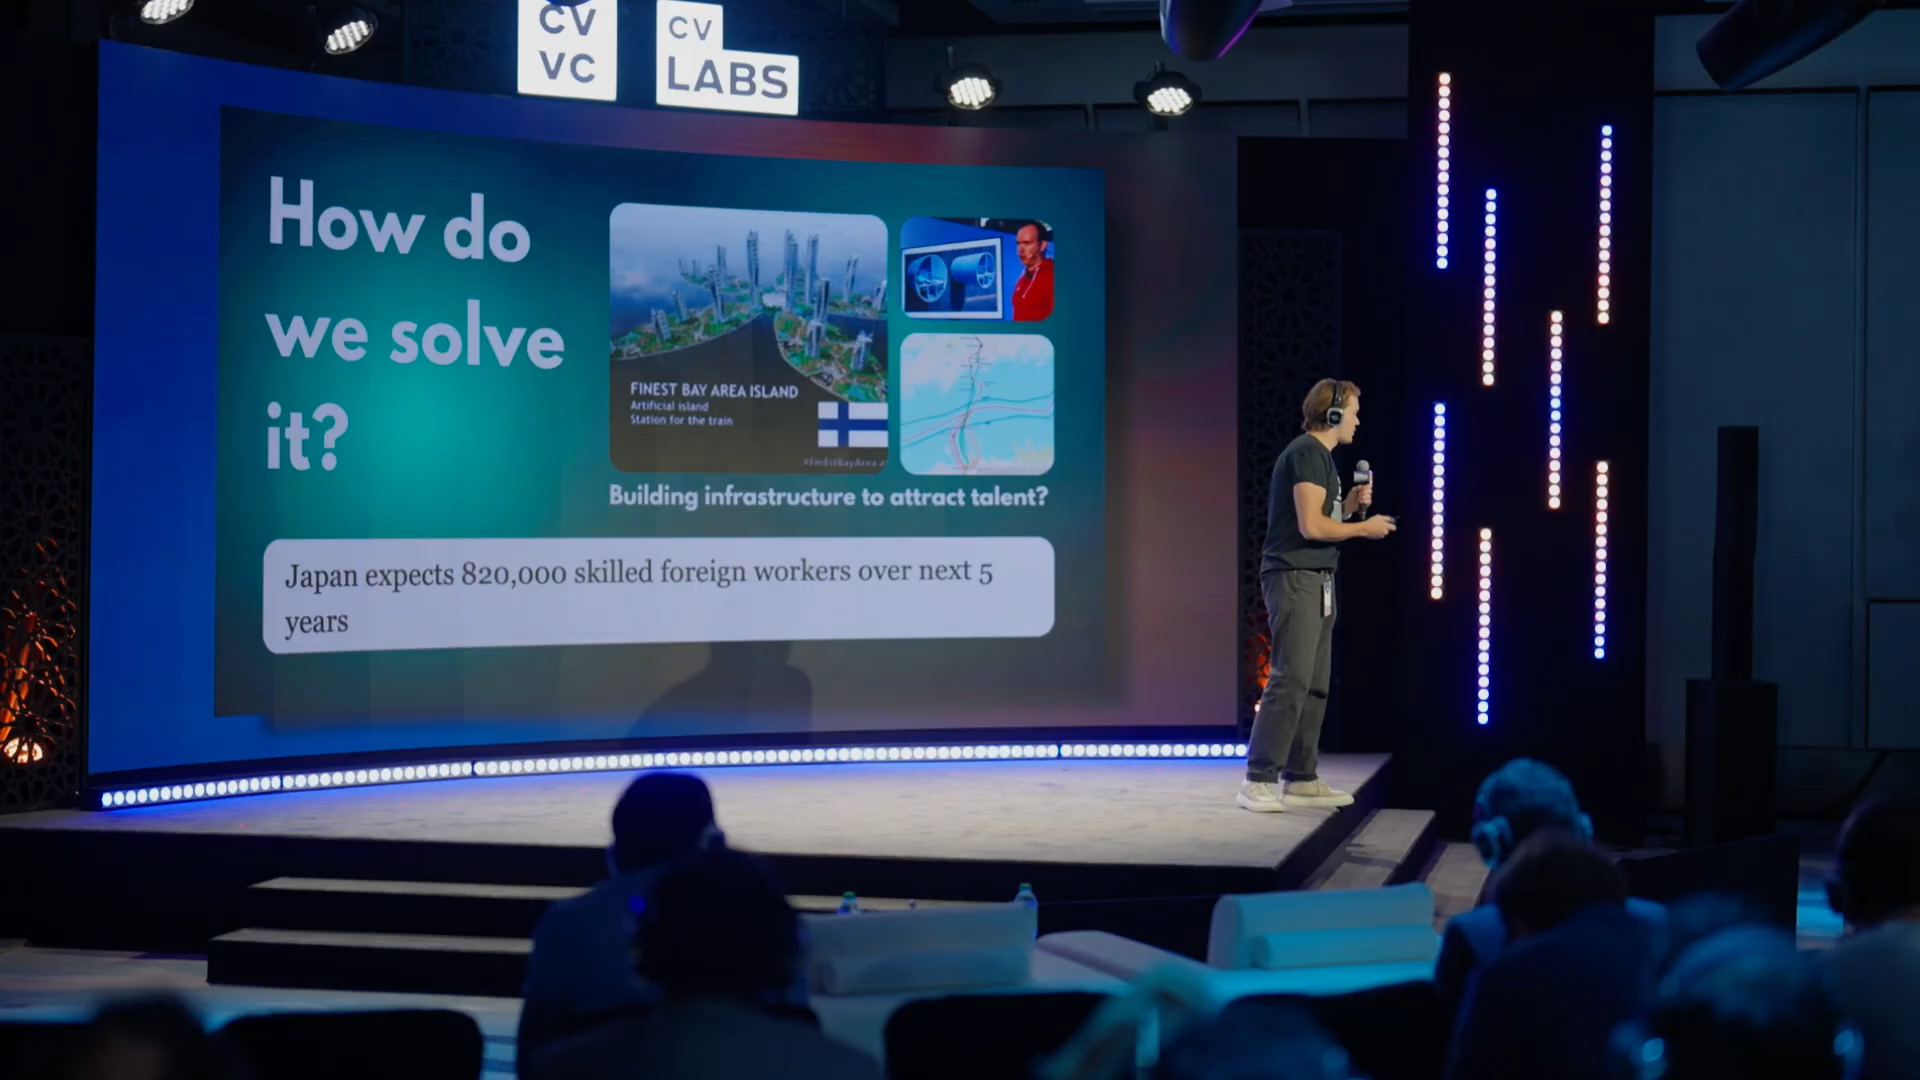 CV
VC
CV
LABS
How do
we solve
it?
FINEST BAY AREA ISLAND
Artificial island
Station for the train
#FinEstBayArea
Building infrastructure to attract talent?
Japan expects 820,000 skilled foreign workers over next 5
years